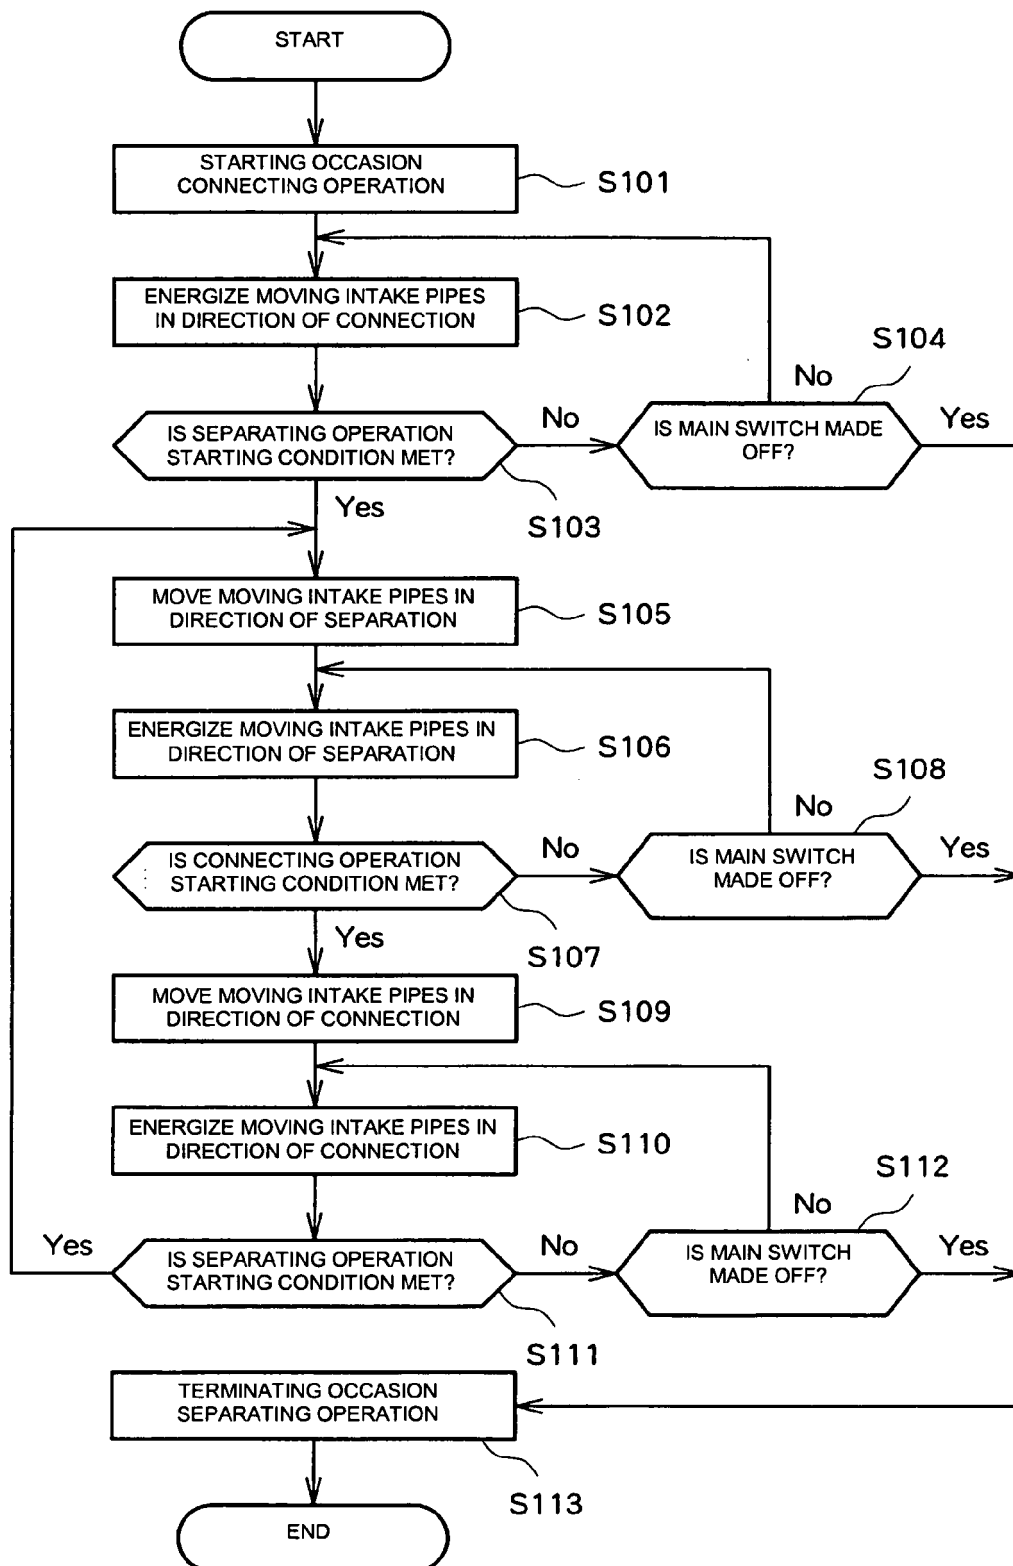 START
STARTING OCCASION
CONNECTING OPERATION
S101
ENERGIZE MOVING INTAKE PIPES
IN DIRECTION OF CONNECTION
S102
IS SEPARATING OPERATION
STARTING CONDITION MET?
S103
No
Yes
IS MAIN SWITCH MADE
OFF?
S104
No
Yes
MOVE MOVING INTAKE PIPES IN
DIRECTION OF SEPARATION
S105
ENERGIZE MOVING INTAKE PIPES IN
DIRECTION OF SEPARATION
S106
IS CONNECTING OPERATION
STARTING CONDITION MET?
S107
No
Yes
IS MAIN SWITCH
MADE OFF?
S108
No
Yes
MOVE MOVING INTAKE PIPES IN
DIRECTION OF CONNECTION
S109
ENERGIZE MOVING INTAKE PIPES IN
DIRECTION OF CONNECTION
S110
Yes
IS SEPARATING OPERATION
STARTING CONDITION MET?
S111
No
IS MAIN SWITCH
MADE OFF?
S112
No
Yes
TERMINATING OCCASION
SEPARATING OPERATION
S113
END